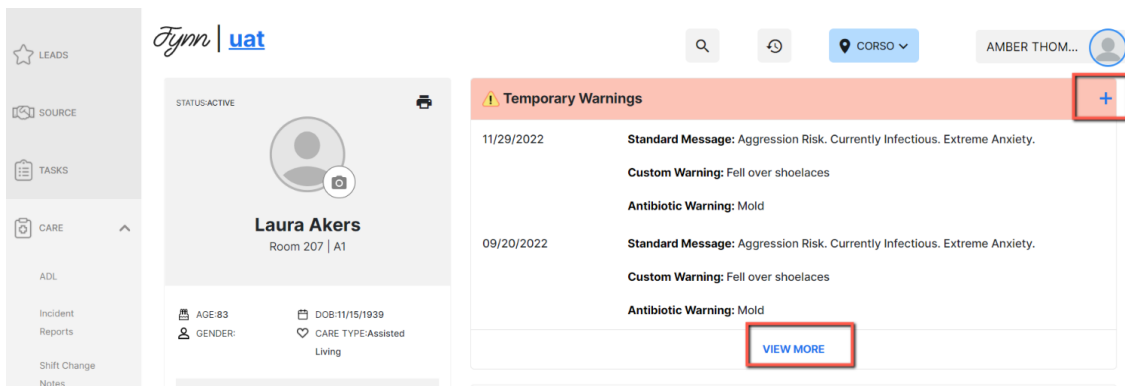 Fynn | uat
CORSO
AMBER THOM...
LEADS
SOURCE
TASKS
CARE
ADL
Incident
Reports
Shift Change
Notes
STATUS:ACTIVE
Laura Akers
Room 207 | A1
AGE:83
DOB:11/15/1939
GENDER:
CARE TYPE:Assisted
Living
Temporary Warnings
+
11/29/2022
Standard Message: Aggression Risk. Currently Infectious. Extreme Anxiety.
Custom Warning: Fell over shoelaces
Antibiotic Warning: Mold
09/20/2022
Standard Message: Aggression Risk. Currently Infectious. Extreme Anxiety.
Custom Warning: Fell over shoelaces
Antibiotic Warning: Mold
VIEW MORE